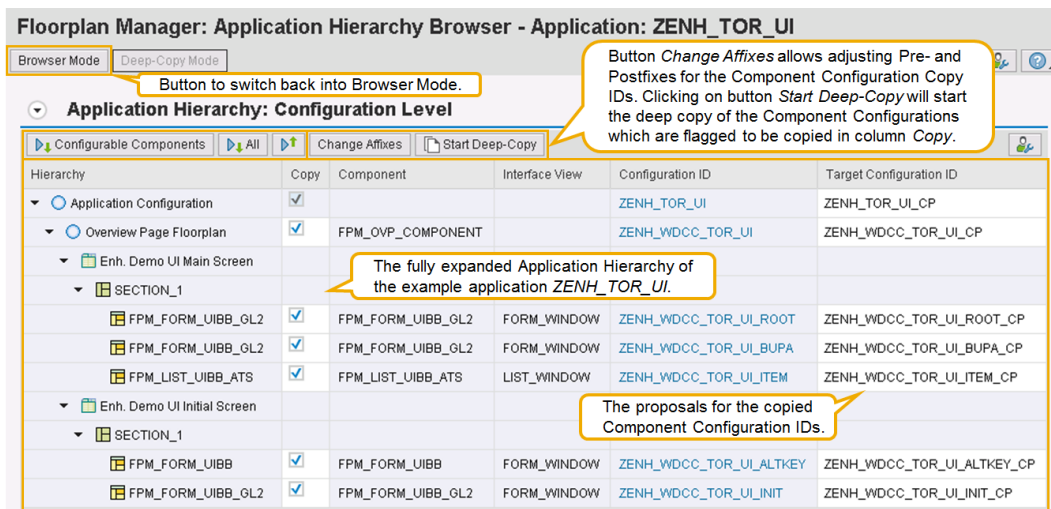 Floorplan Manager: Application Hierarchy Browser - Application: ZENH_TOR_UI
Browser Mode Deep-Copy Mode
Button to switch back into Browser Mode.
Button Change Affixes allows adjusting Pre- and
Postfixes for the Component Configuration Copy
IDs. Clicking on button Start Deep-Copy will start
the deep copy of the Component Configurations
which are flagged to be copied in column Copy.
Application Hierarchy: Configuration Level
Configurable Components All Change Affixes Start Deep-Copy
Hierarchy Copy Component Interface View Configuration ID Target Configuration ID
Application Configuration ZENH_TOR_UI ZENH_TOR_UI_CP
Overview Page Floorplan FPM_OVP_COMPONENT ZENH_WDCC_TOR_UI ZENH_WDCC_TOR_UI_CP
Enh. Demo UI Main Screen
The fully expanded Application Hierarchy of
the example application ZENH_TOR_UI.
SECTION_1
FPM_FORM_UIBB_GL2 FPM_FORM_UIBB_GL2 FORM_WINDOW ZENH_WDCC_TOR_UI_ROOT ZENH_WDCC_TOR_UI_ROOT_CP
FPM_FORM_UIBB_GL2 FPM_FORM_UIBB_GL2 FORM_WINDOW ZENH_WDCC_TOR_UI_BUPA ZENH_WDCC_TOR_UI_BUPA_CP
FPM_LIST_UIBB_ATS FPM_LIST_UIBB_ATS LIST_WINDOW ZENH_WDCC_TOR_UI_ITEM ZENH_WDCC_TOR_UI_ITEM_CP
Enh. Demo UI Initial Screen
The proposals for the copied
Component Configuration IDs.
SECTION_1
FPM_FORM_UIBB FPM_FORM_UIBB FORM_WINDOW ZENH_WDCC_TOR_UI_ALTKEY ZENH_WDCC_TOR_UI_ALTKEY_CP
FPM_FORM_UIBB_GL2 FPM_FORM_UIBB_GL2 FORM_WINDOW ZENH_WDCC_TOR_UI_INIT ZENH_WDCC_TOR_UI_INIT_CP